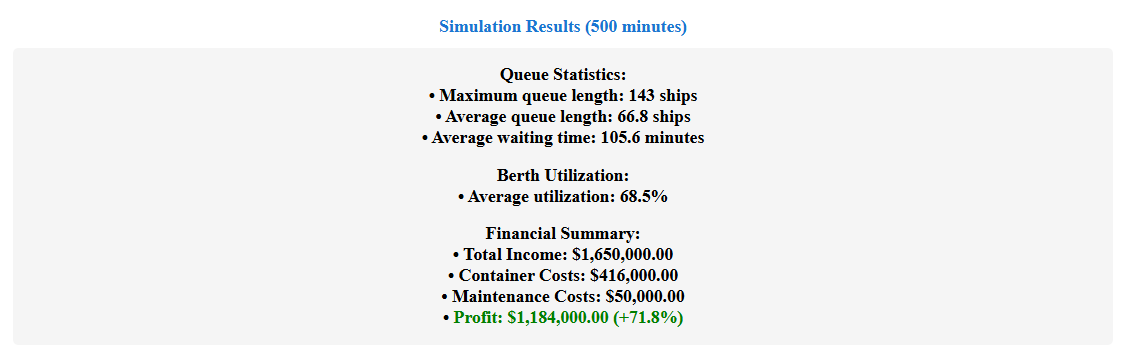 Simulation Results (500 minutes)
Queue Statistics:
• Maximum queue length: 143 ships
• Average queue length: 66.8 ships
• Average waiting time: 105.6 minutes
Berth Utilization:
• Average utilization: 68.5%
Financial Summary:
• Total Income: $1,650,000.00
• Container Costs: $416,000.00
• Maintenance Costs: $50,000.00
• Profit: $1,184,000.00 (+71.8%)